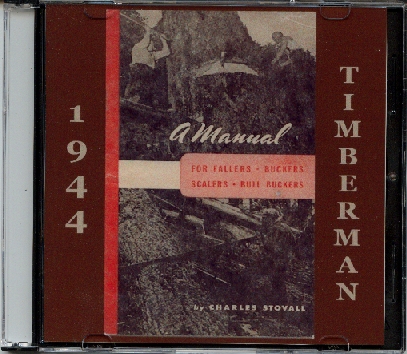 1944
A Manual
FOR FALLERS • BUCKERS
SCALERS • BULL BUCKERS
by CHARLES STOVALL
TIMBERMAN